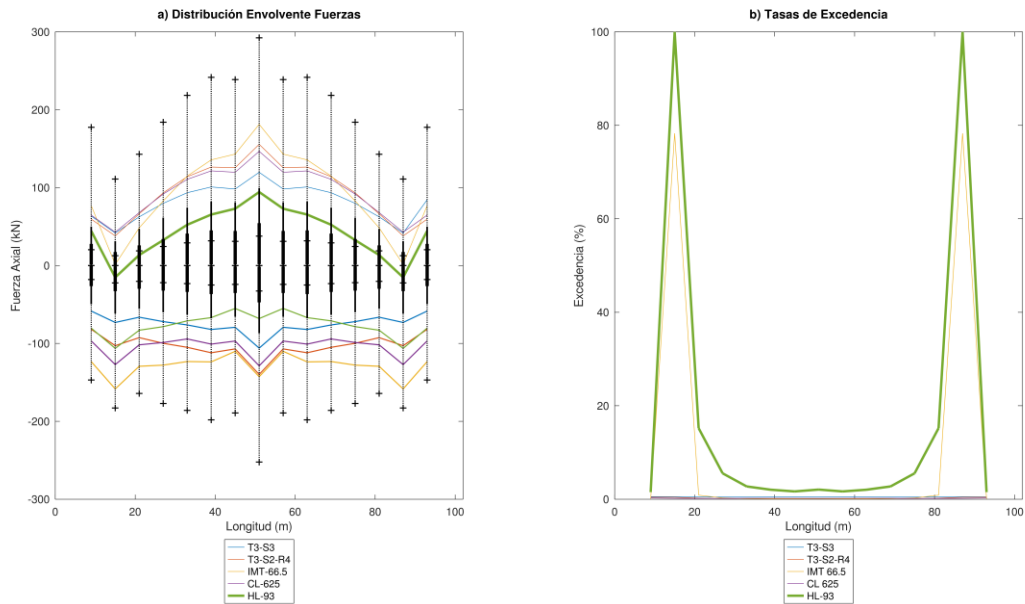 a) Distribución Envolvente Fuerzas
300
200
100
0
-100
-200
-300
Fuerza Axial (kN)
0
20
40
60
80
100
Longitud (m)
T3-S3
T3-S2-R4
IMT-66.5
CL-625
HL-93
b) Tasas de Excedencia
100
80
60
40
20
0
Excedencia (%)
0
20
40
60
80
100
Longitud (m)
T3-S3
T3-S2-R4
IMT 66.5
CL 625
HL-93